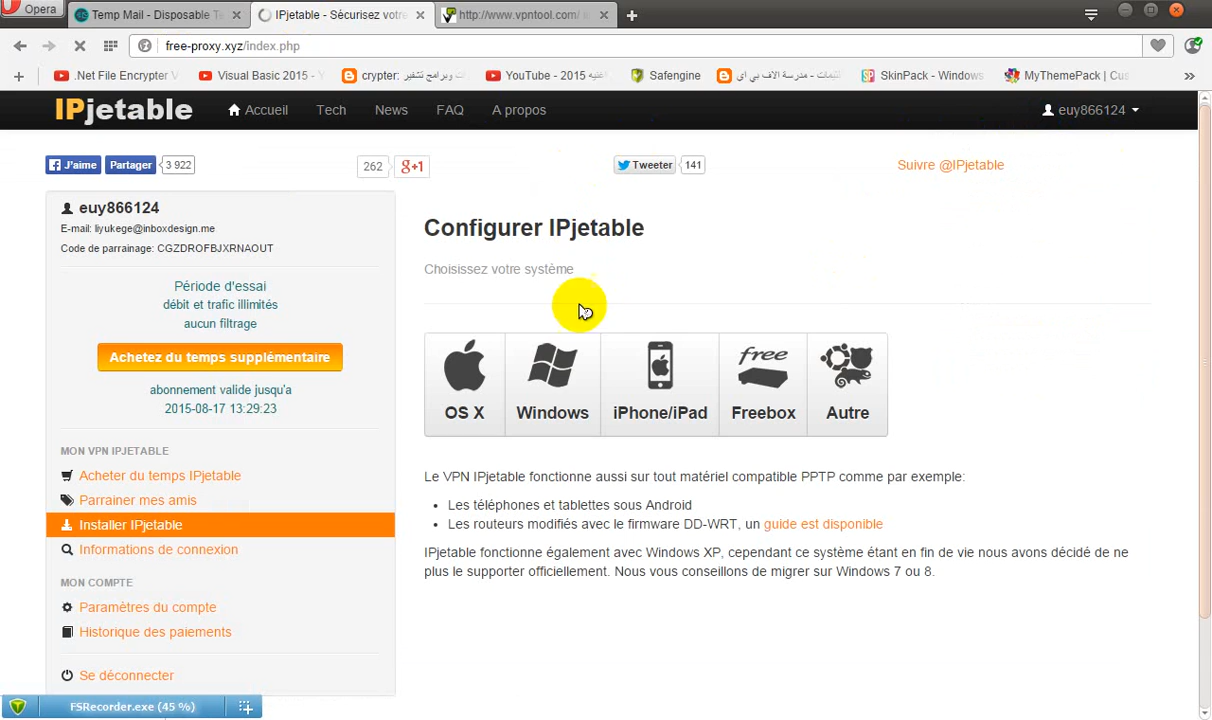 Opera
Temp Mail - Disposable Te
IPjetable - Sécurisez votre
http://www.vpntool.com/
free-proxy.xyz/index.php
.Net File Encrypter V
Visual Basic 2015 - Y
crypter: وبرامج تشفير
YouTube - 2015
Safengine
ثيمات - مدرسة الاف بي اي
SkinPack - Windows
MyThemePack | Cus
IPjetable
Accueil
Tech
News
FAQ
A propos
euy866124
J'aime
Partager
3 922
262
g+1
Tweeter
141
Suivre @IPjetable
euy866124
E-mail: liyukege@inboxdesign.me
Code de parrainage: CGZDROFBJXRNAOUT
Période d'essai
débit et trafic illimités
aucun filtrage
Achetez du temps supplémentaire
abonnement valide jusqu'a
2015-08-17 13:29:23
MON VPN IPJETABLE
Acheter du temps IPjetable
Parrainer mes amis
Installer IPjetable
Informations de connexion
MON COMPTE
Paramètres du compte
Historique des paiements
Se déconnecter
Configurer IPjetable
Choisissez votre système
OS X
Windows
iPhone/iPad
free
Freebox
Autre
Le VPN IPjetable fonctionne aussi sur tout matériel compatible PPTP comme par exemple:
• Les téléphones et tablettes sous Android
• Les routeurs modifiés avec le firmware DD-WRT, un guide est disponible
IPjetable fonctionne également avec Windows XP, cependant ce système étant en fin de vie nous avons décidé de ne
plus le supporter officiellement. Nous vous conseillons de migrer sur Windows 7 ou 8.
FSRecorder.exe (45 %)